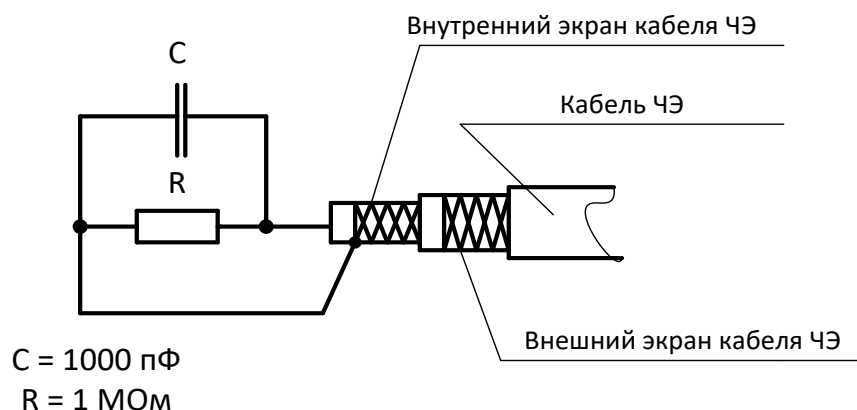 Внутренний экран кабеля ЧЭ
C
Кабель ЧЭ
R
Внешний экран кабеля ЧЭ
C = 1000 пФ
R = 1 МОм